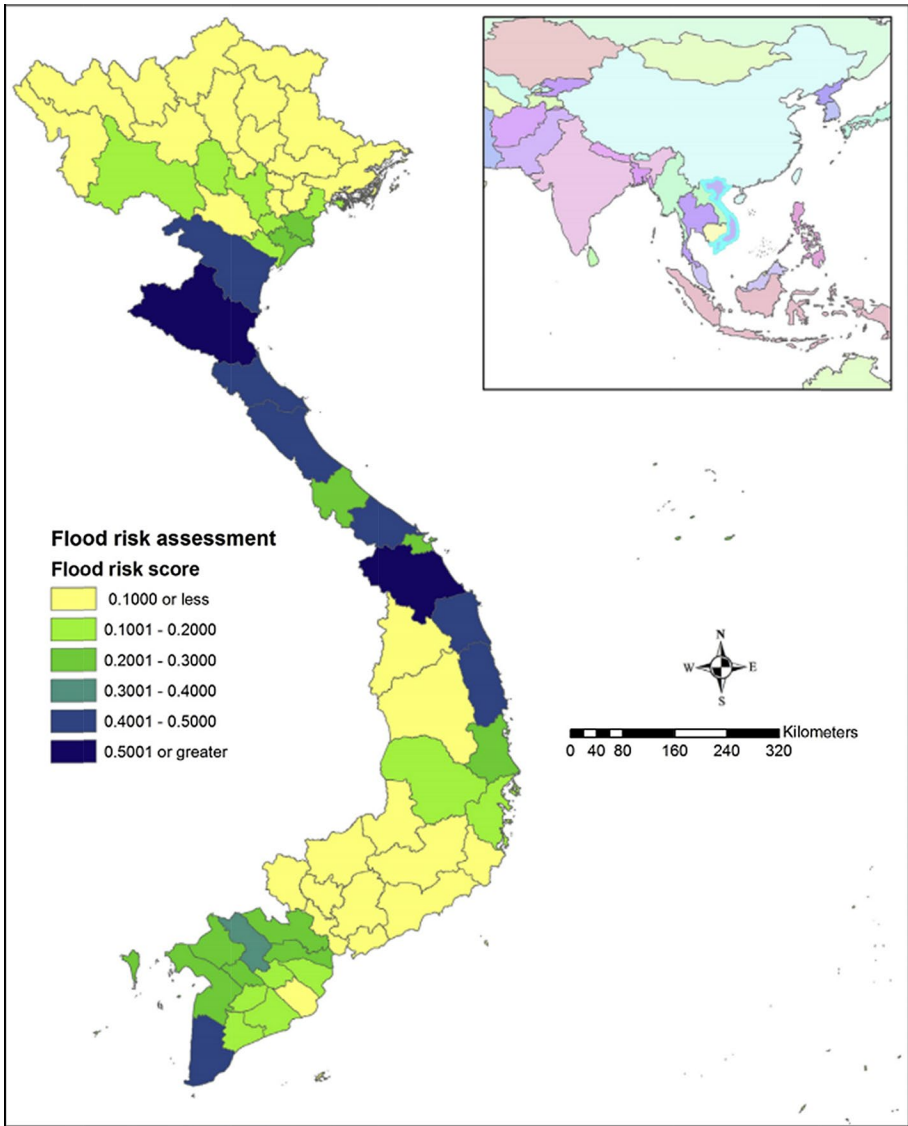 Flood risk assessment
Flood risk score
0.1000 or less
0.1001 - 0.2000
0.2001 - 0.3000
0.3001 - 0.4000
0.4001 - 0.5000
0.5001 or greater
N
W E
S
Kilometers
0 40 80 160 240 320